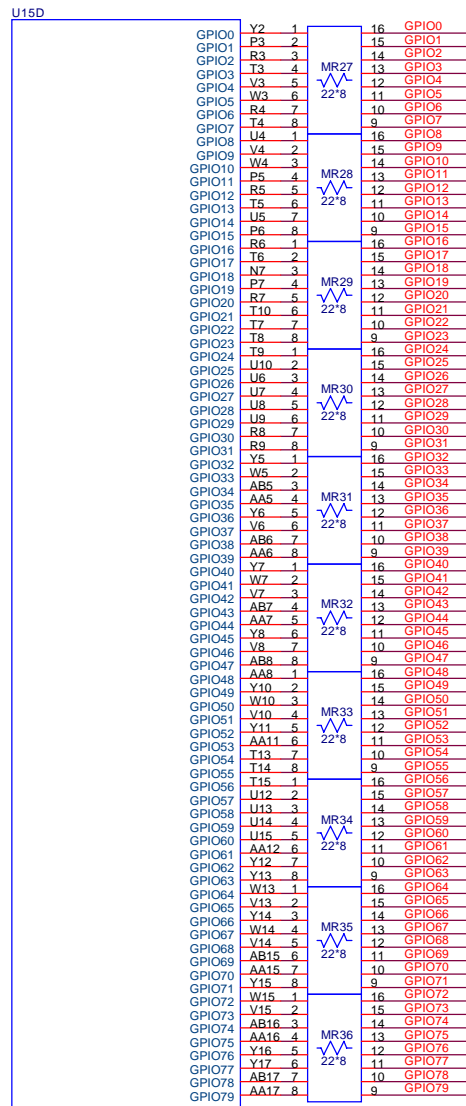 U15D
GPIO0 Y2 1 16 GPIO0
GPIO1 P3 2 15 GPIO1
GPIO2 R3 3 14 GPIO2
GPIO3 T3 4 13 GPIO3
MR27
GPIO4 V3 5 12 GPIO4
22*8
GPIO5 W3 6 11 GPIO5
GPIO6 R4 7 10 GPIO6
GPIO7 T4 8 9 GPIO7
GPIO8 U4 1 16 GPIO8
GPIO9 V4 2 15 GPIO9
GPIO10 W4 3 14 GPIO10
GPIO11 P5 4 13 GPIO11
MR28
GPIO12 R5 5 12 GPIO12
22*8
GPIO13 T5 6 11 GPIO13
GPIO14 U5 7 10 GPIO14
GPIO15 P6 8 9 GPIO15
GPIO16 R6 1 16 GPIO16
GPIO17 T6 2 15 GPIO17
GPIO18 N7 3 14 GPIO18
GPIO19 P7 4 13 GPIO19
MR29
GPIO20 R7 5 12 GPIO20
22*8
GPIO21 T10 6 11 GPIO21
GPIO22 T7 7 10 GPIO22
GPIO23 T8 8 9 GPIO23
GPIO24 T9 1 16 GPIO24
GPIO25 U10 2 15 GPIO25
GPIO26 U6 3 14 GPIO26
GPIO27 U7 4 13 GPIO27
MR30
GPIO28 U8 5 12 GPIO28
22*8
GPIO29 U9 6 11 GPIO29
GPIO30 R8 7 10 GPIO30
GPIO31 R9 8 9 GPIO31
GPIO32 Y5 1 16 GPIO32
GPIO33 W5 2 15 GPIO33
GPIO34 AB5 3 14 GPIO34
GPIO35 AA5 4 13 GPIO35
MR31
GPIO36 Y6 5 12 GPIO36
22*8
GPIO37 V6 6 11 GPIO37
GPIO38 AB6 7 10 GPIO38
GPIO39 AA6 8 9 GPIO39
GPIO40 Y7 1 16 GPIO40
GPIO41 W7 2 15 GPIO41
GPIO42 V7 3 14 GPIO42
GPIO43 AB7 4 13 GPIO43
MR32
GPIO44 AA7 5 12 GPIO44
22*8
GPIO45 Y8 6 11 GPIO45
GPIO46 V8 7 10 GPIO46
GPIO47 AB8 8 9 GPIO47
GPIO48 AA8 1 16 GPIO48
GPIO49 Y10 2 15 GPIO49
GPIO50 W10 3 14 GPIO50
GPIO51 V10 4 13 GPIO51
MR33
GPIO52 Y11 5 12 GPIO52
22*8
GPIO53 AA11 6 11 GPIO53
GPIO54 T13 7 10 GPIO54
GPIO55 T14 8 9 GPIO55
GPIO56 T15 1 16 GPIO56
GPIO57 U12 2 15 GPIO57
GPIO58 U13 3 14 GPIO58
GPIO59 U14 4 13 GPIO59
MR34
GPIO60 U15 5 12 GPIO60
22*8
GPIO61 AA12 6 11 GPIO61
GPIO62 Y12 7 10 GPIO62
GPIO63 Y13 8 9 GPIO63
GPIO64 W13 1 16 GPIO64
GPIO65 V13 2 15 GPIO65
GPIO66 Y14 3 14 GPIO66
GPIO67 W14 4 13 GPIO67
MR35
GPIO68 V14 5 12 GPIO68
22*8
GPIO69 AB15 6 11 GPIO69
GPIO70 AA15 7 10 GPIO70
GPIO71 Y15 8 9 GPIO71
GPIO72 W15 1 16 GPIO72
GPIO73 V15 2 15 GPIO73
GPIO74 AB16 3 14 GPIO74
GPIO75 AA16 4 13 GPIO75
MR36
GPIO76 Y16 5 12 GPIO76
22*8
GPIO77 Y17 6 11 GPIO77
GPIO78 AB17 7 10 GPIO78
GPIO79 AA17 8 9 GPIO79